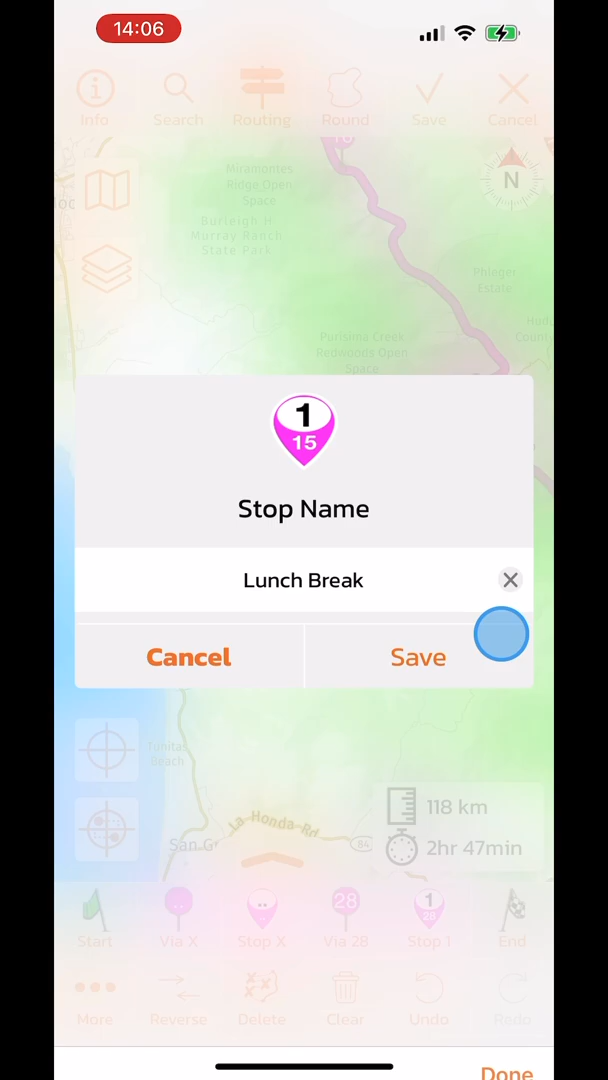 14:06
Info Search Routing Round Save Cancel
Miramontes
Ridge Open
Space
N
Burleigh H
Murray Ranch
State Park
Phleger
Estate
Purisima Creek
Redwoods Open
Space
1
15
Stop Name
Lunch Break
Cancel Save
Tunitas
Beach
118 km
La-Honda-Rd
San Gr
84
2hr 47min
28 1
28
Start Via X Stop X Via 28 Stop 1 End
More Reverse Delete Clear Undo Redo
Done